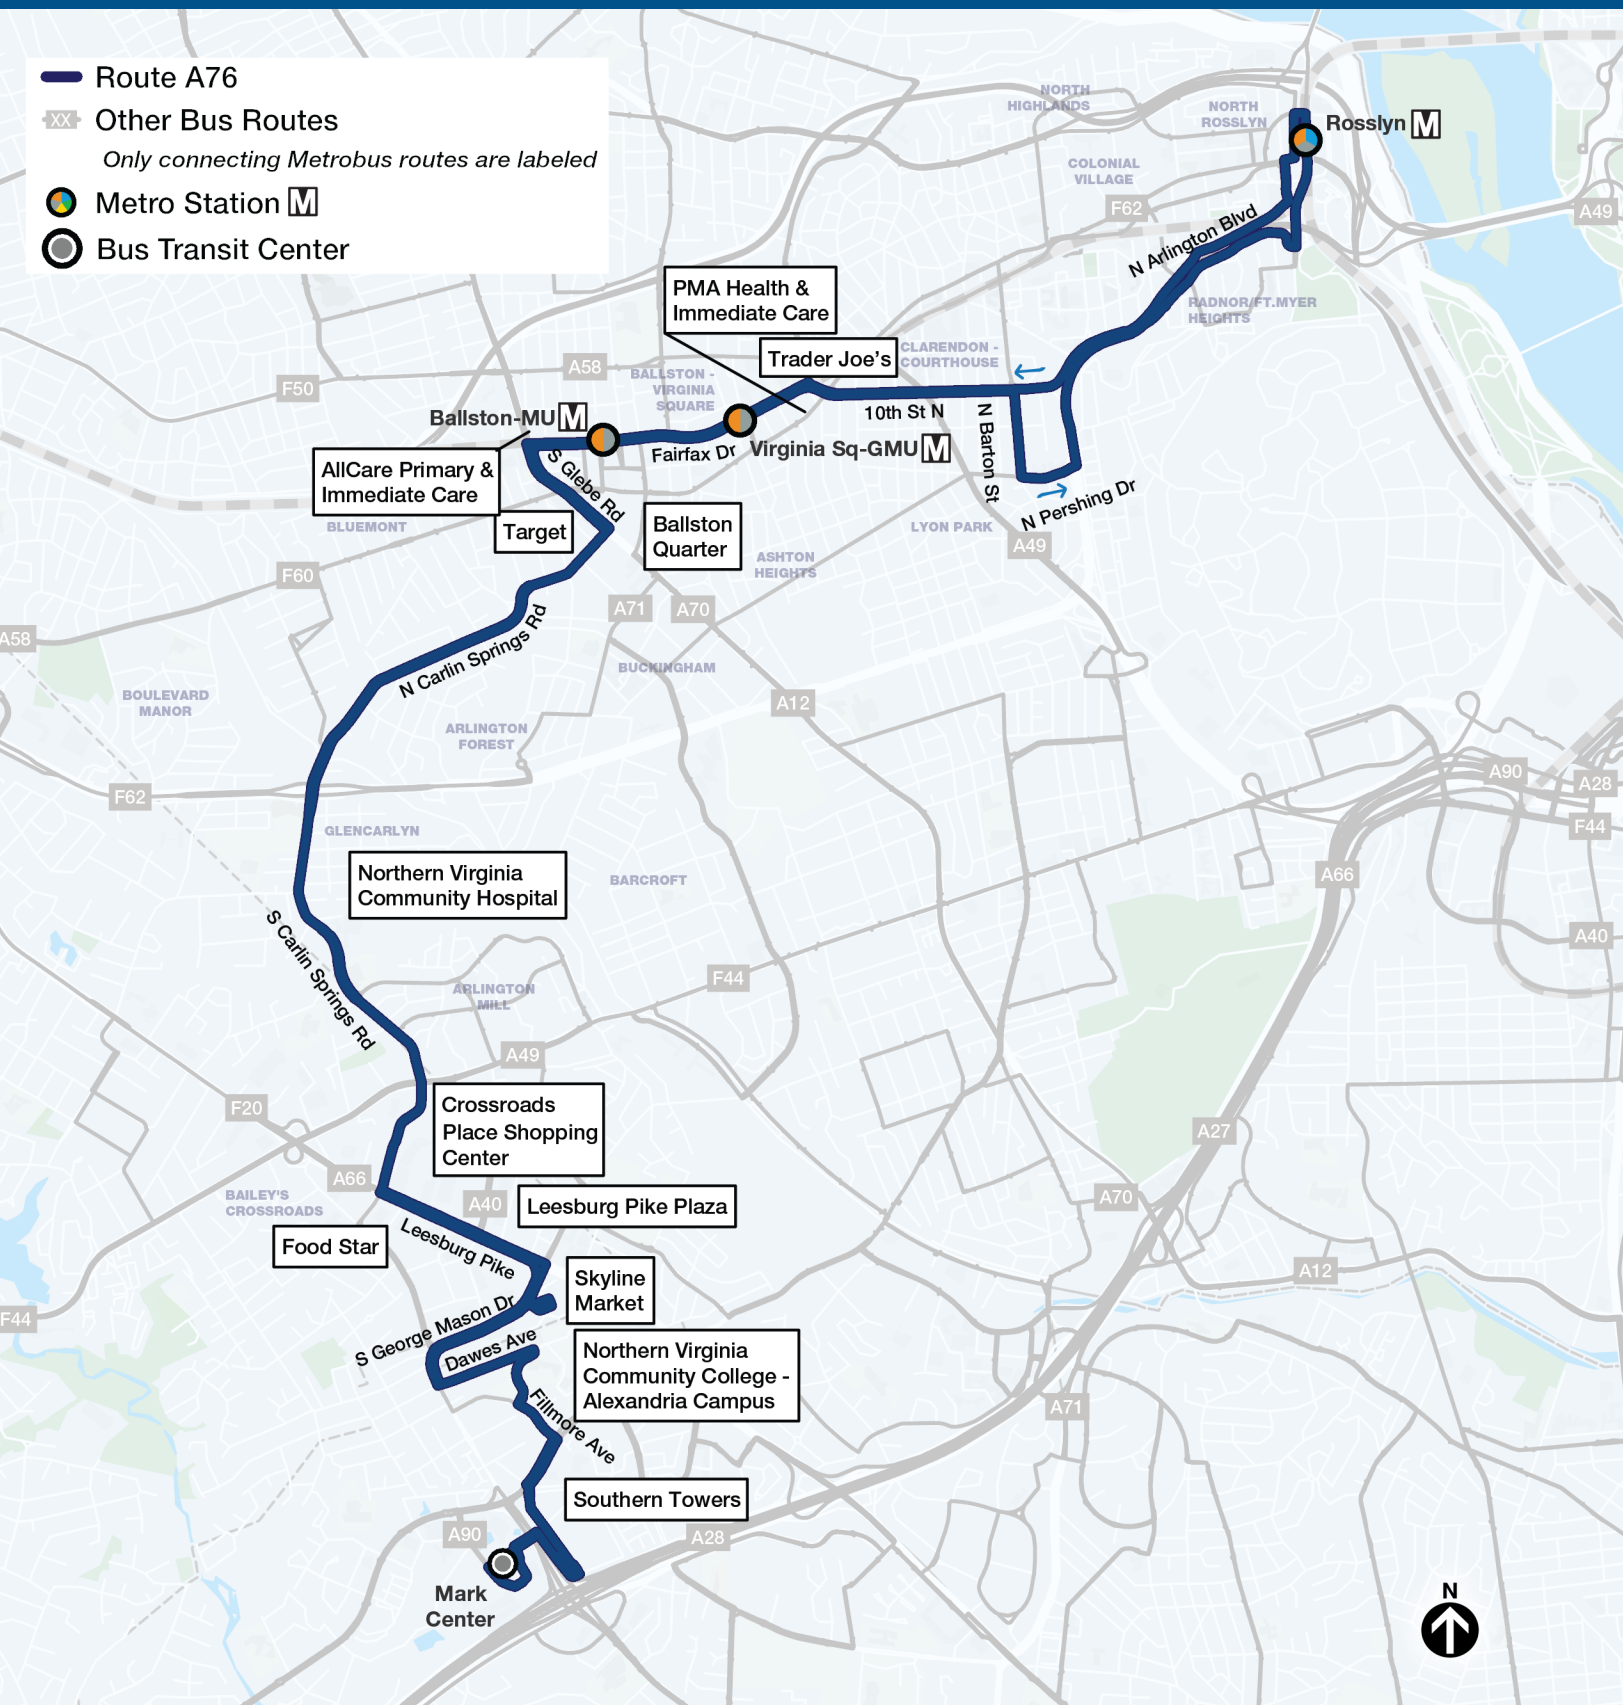 Route A76
XX Other Bus Routes
Only connecting Metrobus routes are labeled
Metro Station M
Bus Transit Center
NORTH
HIGHLANDS
NORTH
ROSSLYN
Rosslyn M
COLONIAL
VILLAGE
F62
A49
N Arlington Blvd
RADNOR/FT.MYER
HEIGHTS
PMA Health &
Immediate Care
Trader Joe's
CLARENDON -
COURTHOUSE
A58
F50
BALLSTON -
VIRGINIA
SQUARE
Ballston-MU M
10th St N
N Barton St
Fairfax Dr
Virginia Sq-GMU M
AllCare Primary &
Immediate Care
S Glebe Rd
N Pershing Dr
BLUEMONT
Target
Ballston
Quarter
LYON PARK
A49
ASHTON
HEIGHTS
F60
A71
A70
A58
N Carlin Springs Rd
BUCKINGHAM
BOULEVARD
MANOR
A12
ARLINGTON
FOREST
F62
A90
A28
F44
GLENCARLYN
Northern Virginia
Community Hospital
BARCROFT
A66
S Carlin Springs Rd
A40
F44
ARLINGTON
MILL
A49
Crossroads
Place Shopping
Center
F20
A27
A66
BAILEY'S
CROSSROADS
A40
Leesburg Pike Plaza
A70
Food Star
Leesburg Pike
A12
Skyline
Market
F44
S George Mason Dr
Dawes Ave
Northern Virginia
Community College -
Alexandria Campus
Fillmore Ave
A71
Southern Towers
A90
A28
Mark
Center
N